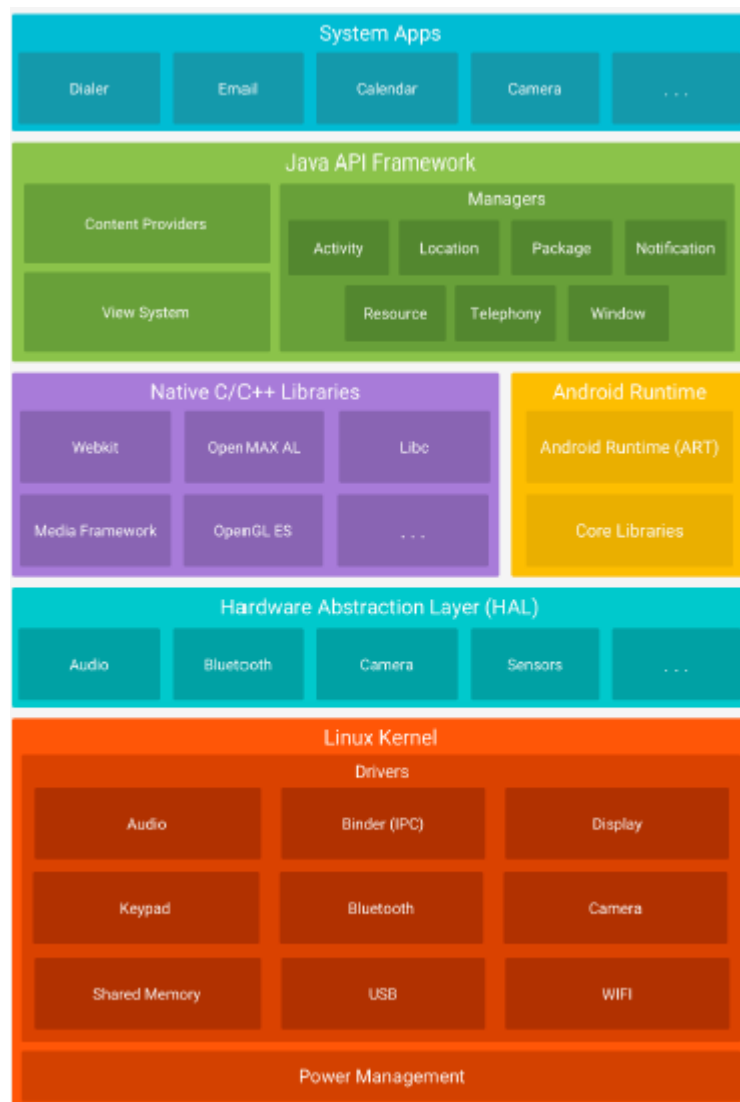 System Apps
Dialer
Email
Calendar
Camera
. . .
Java API Framework
Content Providers
View System
Managers
Activity
Location
Package
Notification
Resource
Telephony
Window
Native C/C++ Libraries
Webkit
OpenMAX AL
Libc
Media Framework
OpenGL ES
. . .
Android Runtime
Android Runtime (ART)
Core Libraries
Hardware Abstraction Layer (HAL)
Audio
Bluetooth
Camera
Sensors
. . .
Linux Kernel
Drivers
Audio
Binder (IPC)
Display
Keypad
Bluetooth
Camera
Shared Memory
USB
WIFI
Power Management